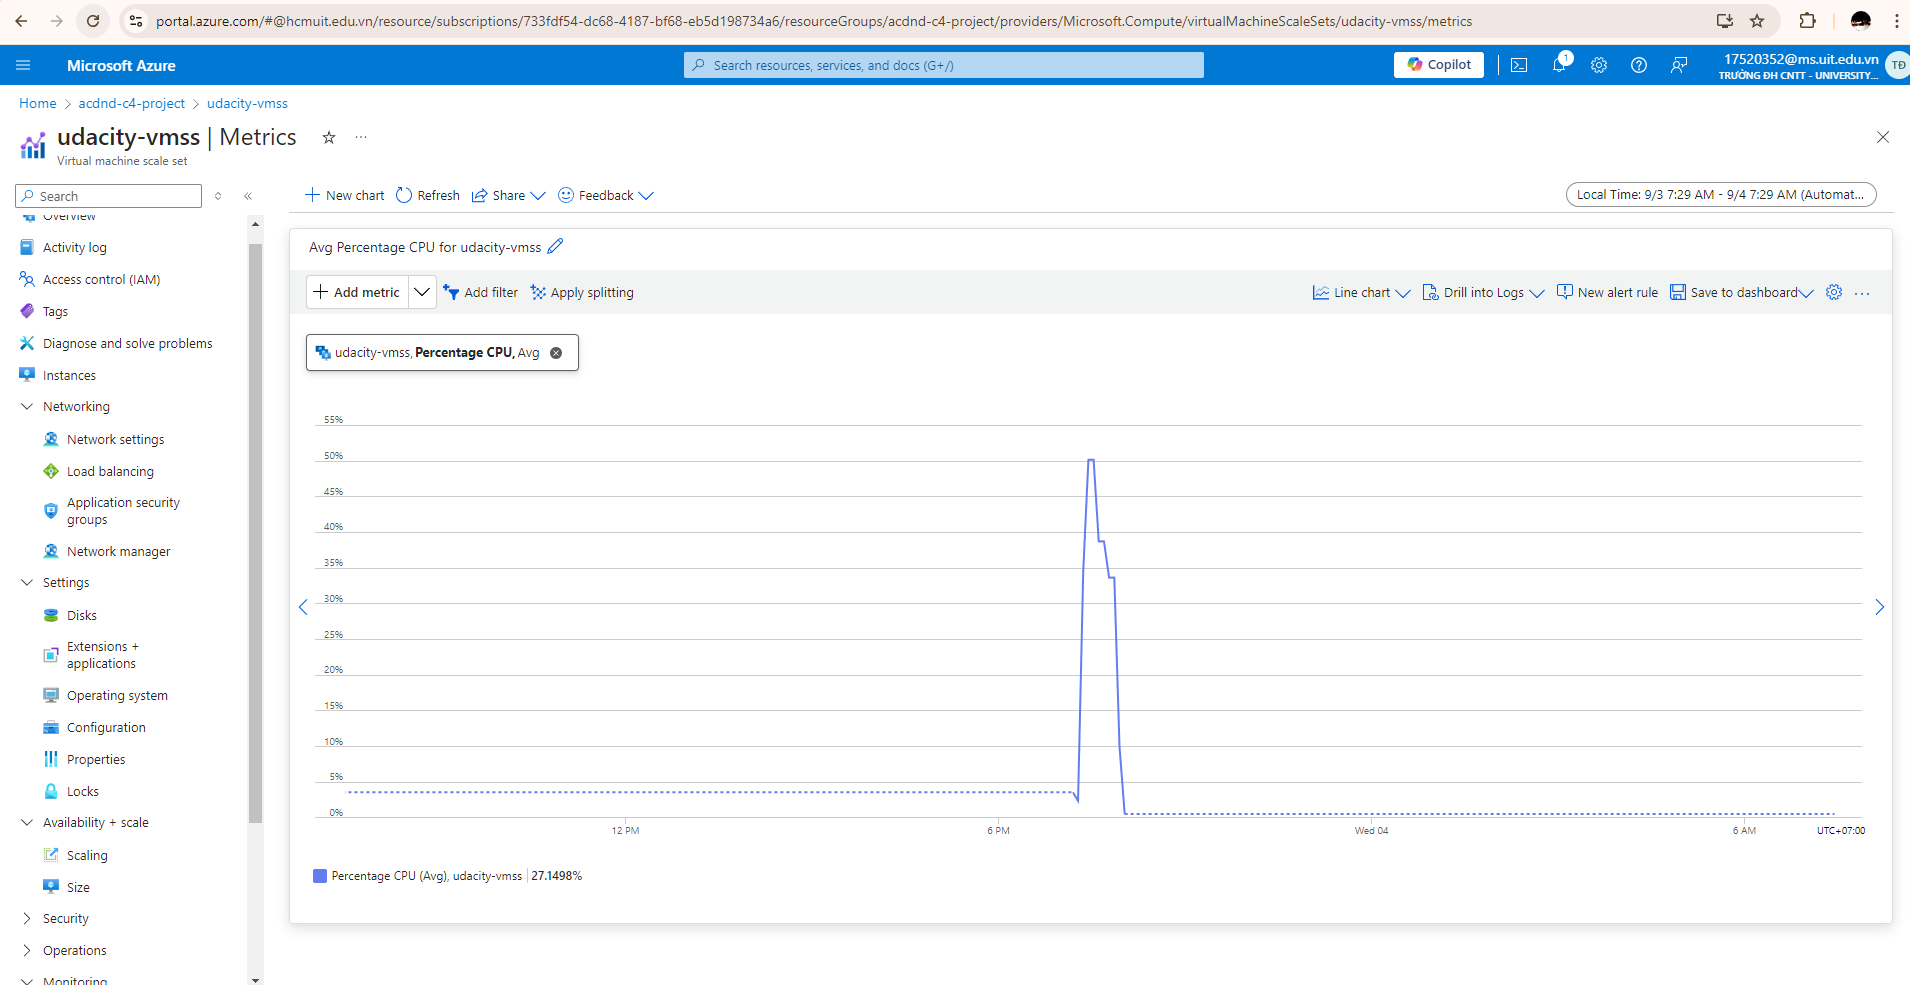 portal.azure.com/#@hcmuit.edu.vn/resource/subscriptions/733fdf54-dc68-4187-bf68-eb5d198734a6/resourceGroups/acdnd-c4-project/providers/Microsoft.Compute/virtualMachineScaleSets/udacity-vmss/metrics
Microsoft Azure
Search resources, services, and docs (G+/)
Copilot
1
17520352@ms.uit.edu.vn
TRƯỜNG ĐH CNTT - UNIVERSITY...
TĐ
Home > acdnd-c4-project > udacity-vmss
udacity-vmss | Metrics
Virtual machine scale set
Search
Overview
Activity log
Access control (IAM)
Tags
Diagnose and solve problems
Instances
Networking
Network settings
Load balancing
Application security
groups
Network manager
Settings
Disks
Extensions +
applications
Operating system
Configuration
Properties
Locks
Availability + scale
Scaling
Size
Security
Operations
Monitoring
New chart
Refresh
Share
Feedback
Local Time: 9/3 7:29 AM - 9/4 7:29 AM (Automat...
Avg Percentage CPU for udacity-vmss
Add metric
Add filter
Apply splitting
Line chart
Drill into Logs
New alert rule
Save to dashboard
udacity-vmss, Percentage CPU, Avg
55%
50%
45%
40%
35%
30%
25%
20%
15%
10%
5%
0%
12 PM
6 PM
Wed 04
6 AM
UTC+07:00
Percentage CPU (Avg), udacity-vmss | 27.1498%